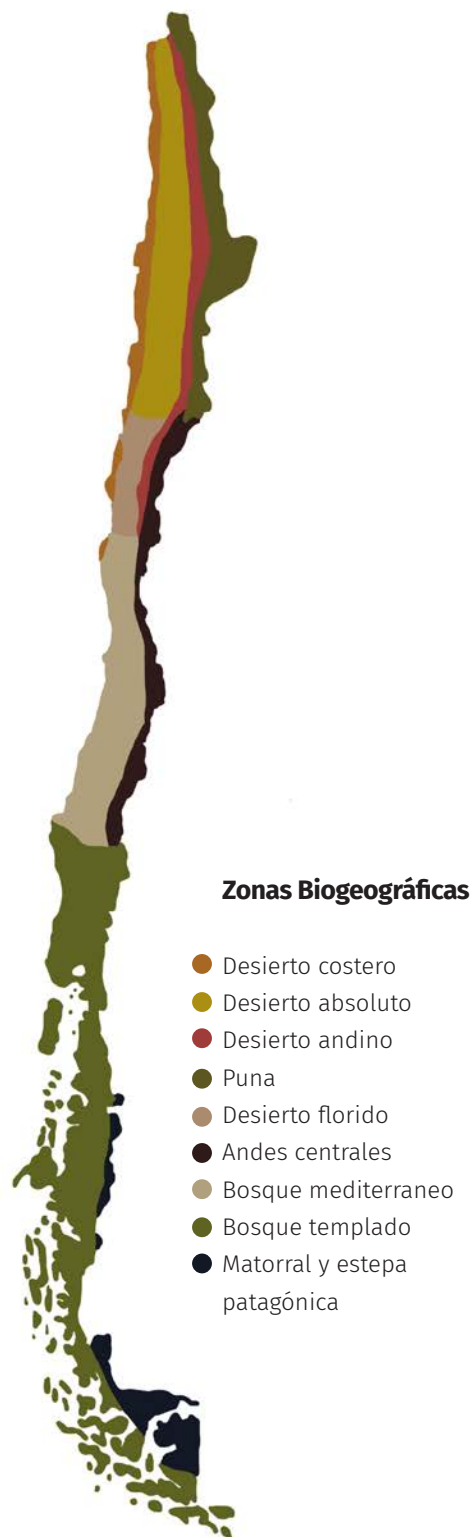 Zonas Biogeográficas
Desierto costero
Desierto absoluto
Desierto andino
Puna
Desierto florido
Andes centrales
Bosque mediterraneo
Bosque templado
Matorral y estepa
patagónica